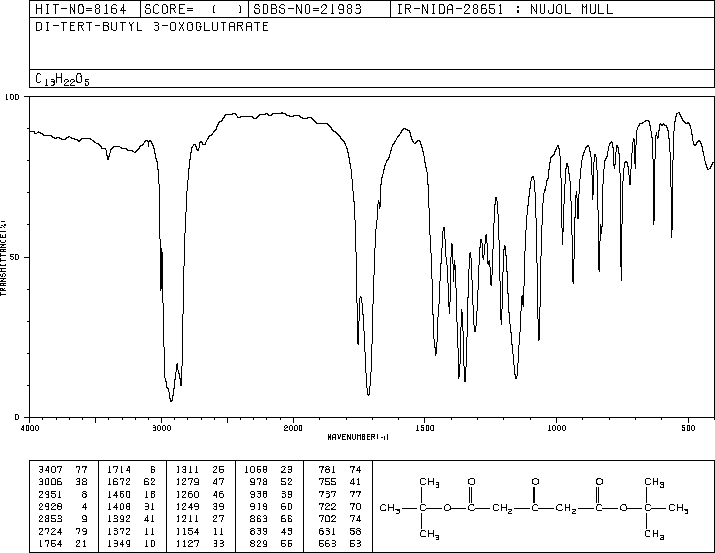 HIT-NO=8164 SCORE= ( ) SDBS-NO=21983 IR-NIDA-28651 : NUJOL MULL
DI-TERT-BUTYL 3-OXOGLUTARATE
C13H22O5
100
50
0
TRANSMITTANCE(%)
4000 3000 2000 1500 1000 500
WAVENUMBER(-1)
3407 77 1714 6 1311 26 1068 23 781 74
3006 38 1672 62 1279 47 978 52 755 41
2951 8 1460 18 1260 46 938 39 737 77
2928 4 1408 31 1249 39 919 60 722 70
2853 9 1392 41 1211 27 863 66 702 74
2724 79 1372 11 1154 11 839 43 631 58
1754 21 1349 10 1127 33 829 55 563 53
CH3 O O O CH3
CH3 C O C CH2 C CH2 C O C CH3
CH3 CH3